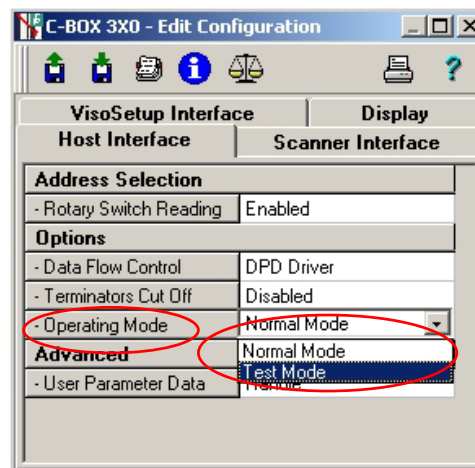 C-BOX 3X0 - Edit Configuration
VisoSetup Interface Display
Host Interface Scanner Interface
Address Selection
- Rotary Switch Reading Enabled
Options
- Data Flow Control DPD Driver
- Terminators Cut Off Disabled
- Operating Mode Normal Mode
Advanced Normal Mode
Test Mode
- User Parameter Data Handle